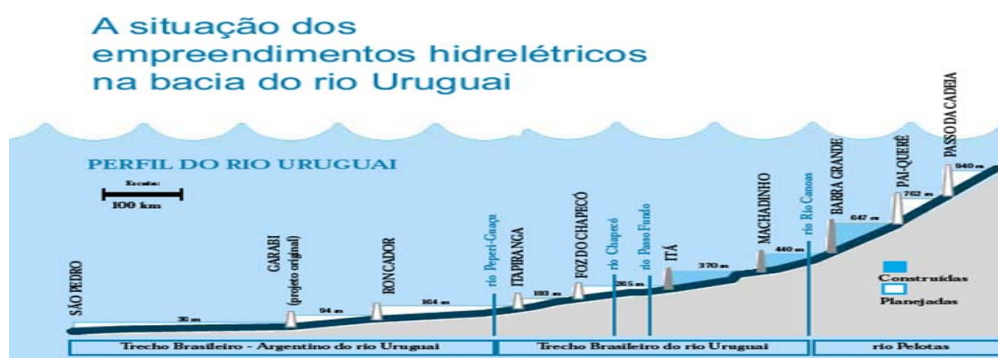 A situação dos
empreendimentos hidrelétricos
na bacia do rio Uruguai
PERFIL DO RIO URUGUAI
Escala:
100 km
SÃO PEDRO
GARABI
(projeto original)
RONCADOR
rio Peperi-Guaçu
ITAPIRANGA
FOZ DO CHAPECÓ
rio Chapecó
rio Passo Fundo
ITÁ
MACHADINHO
rio Rio Canoas
BARRA GRANDE
PAI-QUERÊ
PASSO DA CADEIA
94 m
164 m
193 m
265 m
370 m
440 m
647 m
762 m
940 m
Construídas
Planejadas
Trecho Brasileiro - Argentino do rio Uruguai
Trecho Brasileiro do rio Uruguai
rio Pelotas